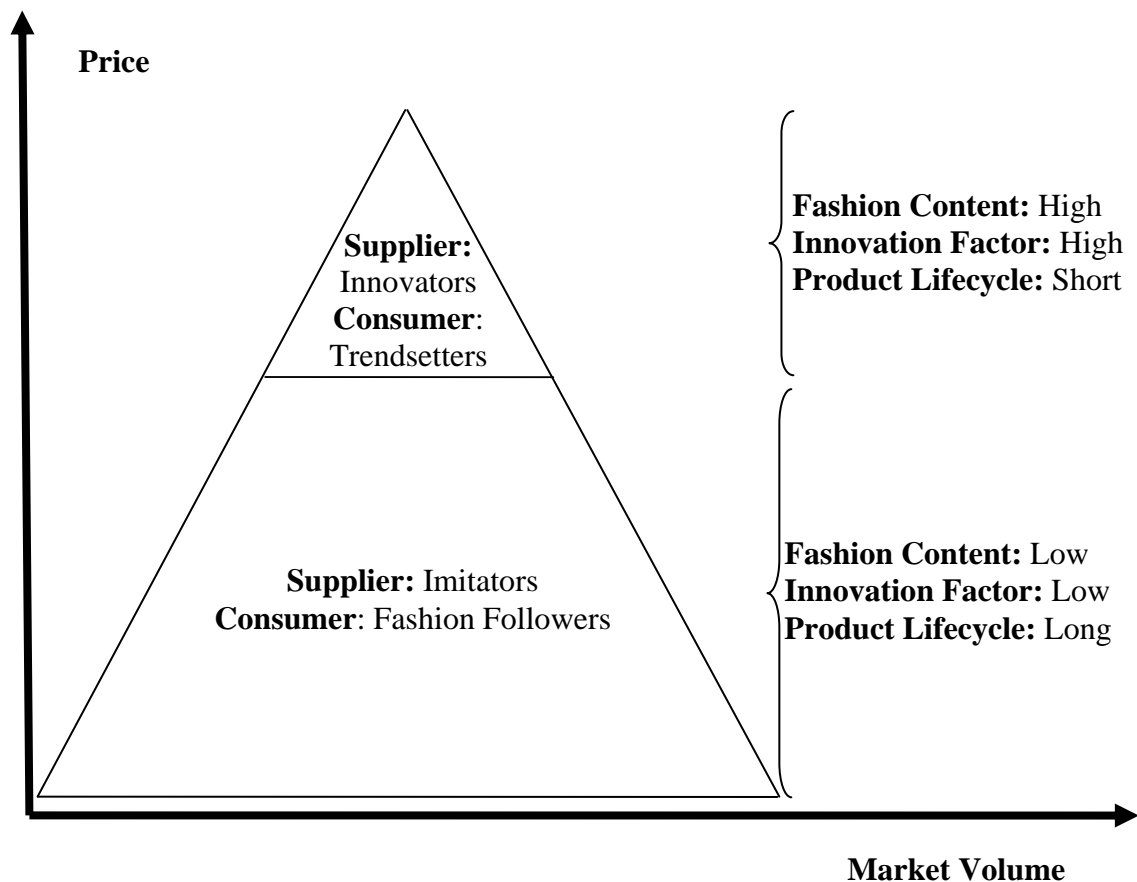 Price
Supplier:
Innovators
Consumer:
Trendsetters
Fashion Content: High
Innovation Factor: High
Product Lifecycle: Short
Supplier: Imitators
Consumer: Fashion Followers
Fashion Content: Low
Innovation Factor: Low
Product Lifecycle: Long
Market Volume